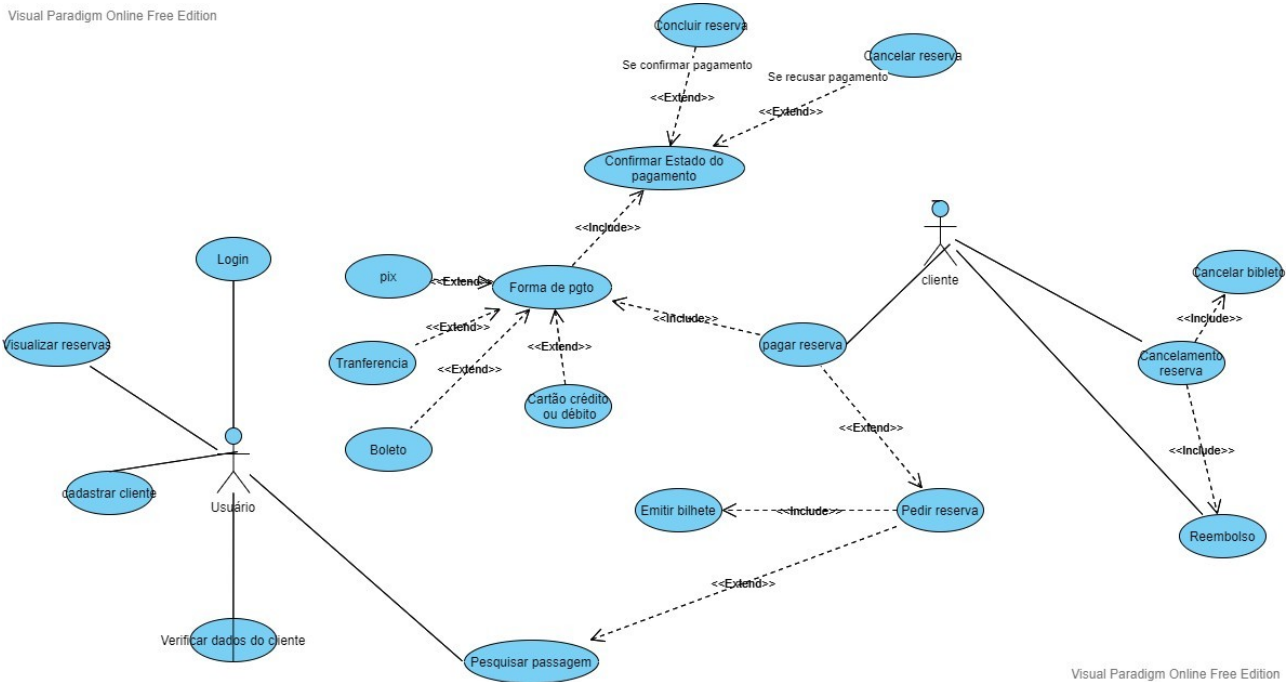 Visual Paradigm Online Free Edition
Concluir reserva
Cancelar reserva
Se confirmar pagamento
Se recusar pagamento
<<Extend>>
<<Extend>>
Confirmar Estado do
pagamento
<<Include>>
Login
pix
<<Extend>>
Forma de pgto
cliente
Cancelar bibleto
<<Include>>
<<Include>>
<<Extend>>
Visualizar reservas
Tranferencia
<<Extend>>
pagar reserva
Cancelamento
reserva
<<Extend>>
Cartão crédito
ou débito
<<Extend>>
Boleto
<<Include>>
cadastrar cliente
Usuário
Emitir bilhete
<<Include>>
Pedir reserva
Reembolso
<<Extend>>
Verificar dados do cliente
Pesquisar passagem
Visual Paradigm Online Free Edition